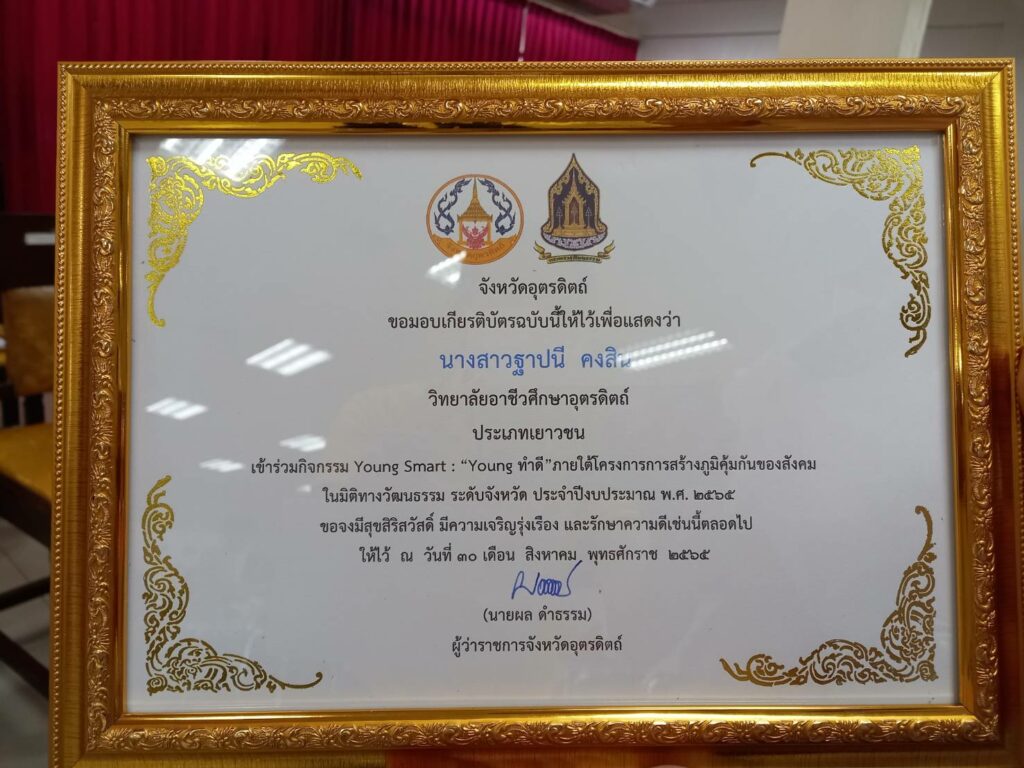 จังหวัดอุตรดิตถ์
ขอมอบเกียรติบัตรฉบับนี้ให้ไว้เพื่อแสดงว่า
นางสาวฐาปนี คงสิน
วิทยาลัยอาชีวศึกษาอุตรดิตถ์
ประเภทเยาวชน
เข้าร่วมกิจกรรม Young Smart : “Young ทำดี”ภายใต้โครงการการสร้างภูมิคุ้มกันของสังคม
ในมิติทางวัฒนธรรม ระดับจังหวัด ประจำปีงบประมาณ พ.ศ. ๒๕๖๕
ขอจงมีสุขสิริสวัสดิ์ มีความเจริญรุ่งเรือง และรักษาความดีเช่นนี้ตลอดไป
ให้ไว้ ณ วันที่ ๓๐ เดือน สิงหาคม พุทธศักราช ๒๕๖๕
(นายผล ดำธรรม)
ผู้ว่าราชการจังหวัดอุตรดิตถ์